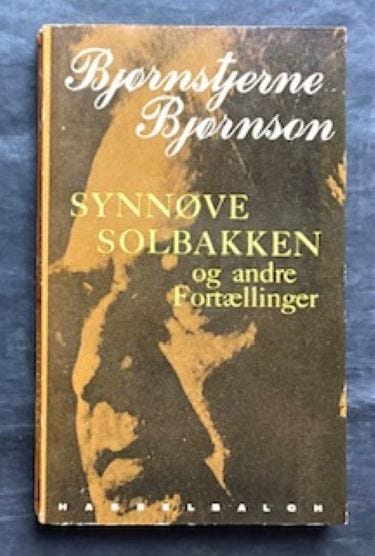 Bjørnstjerne
Bjørnson
SYNNØVE
SOLBAKKEN
og andre
Fortællinger
HASSELBALCH